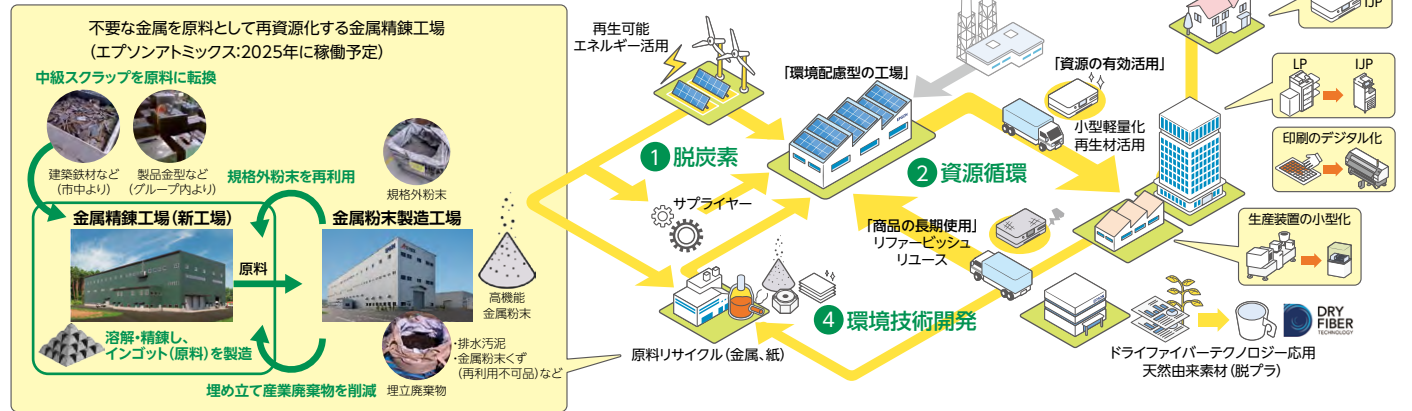 不要な金属を原料として再資源化する金属精錬工場
（エプソンアトミックス：2025年に稼働予定）
中級スクラップを原料に転換
建築鉄材など
（市中より）
製品金型など
（グループ内より）
規格外粉末を再利用
規格外粉末
金属精錬工場（新工場）
金属粉末製造工場
原料
高機能
金属粉末
溶解・精錬し、
インゴット（原料）を製造
埋め立て産業廃棄物を削減
埋立廃棄物
・排水汚泥
・金属粉末くず
（再利用不可品）など
再生可能
エネルギー活用
「環境配慮型の工場」
1 脱炭素
サプライヤー
原料リサイクル（金属、紙）
2 資源循環
「資源の有効活用」
小型軽量化
再生材活用
「商品の長期使用」
リファービッシュ
リユース
4 環境技術開発
IJP
LP
IJP
印刷のデジタル化
生産装置の小型化
DRY
FIBER
TECHNOLOGY
ドライファイバーテクノロジー応用
天然由来素材（脱プラ）